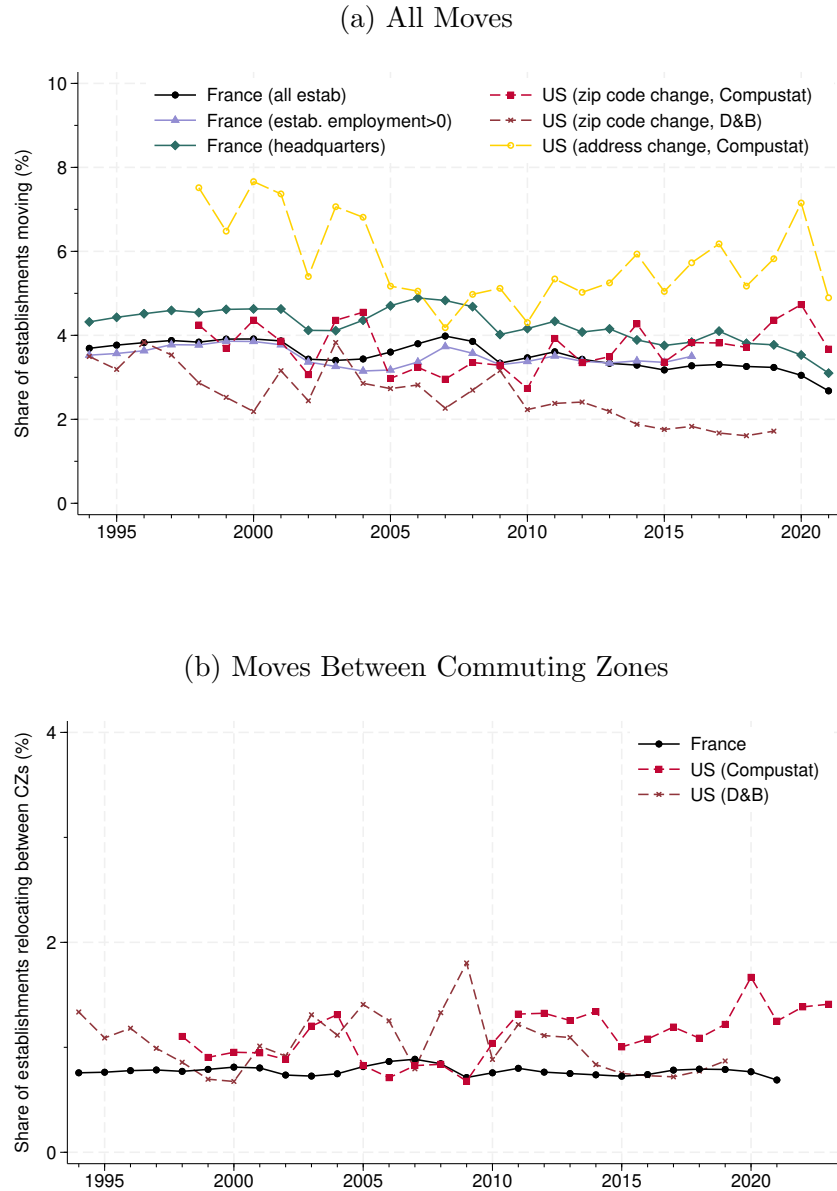 (a) All Moves
France (all estab)
France (estab. employment>0)
France (headquarters)
US (zip code change, Compustat)
US (zip code change, D&B)
US (address change, Compustat)
Share of establishments moving (%)
10
8
6
4
2
0
1995 2000 2005 2010 2015 2020
(b) Moves Between Commuting Zones
France
US (Compustat)
US (D&B)
Share of establishments relocating between CZs (%)
4
2
0
1995 2000 2005 2010 2015 2020